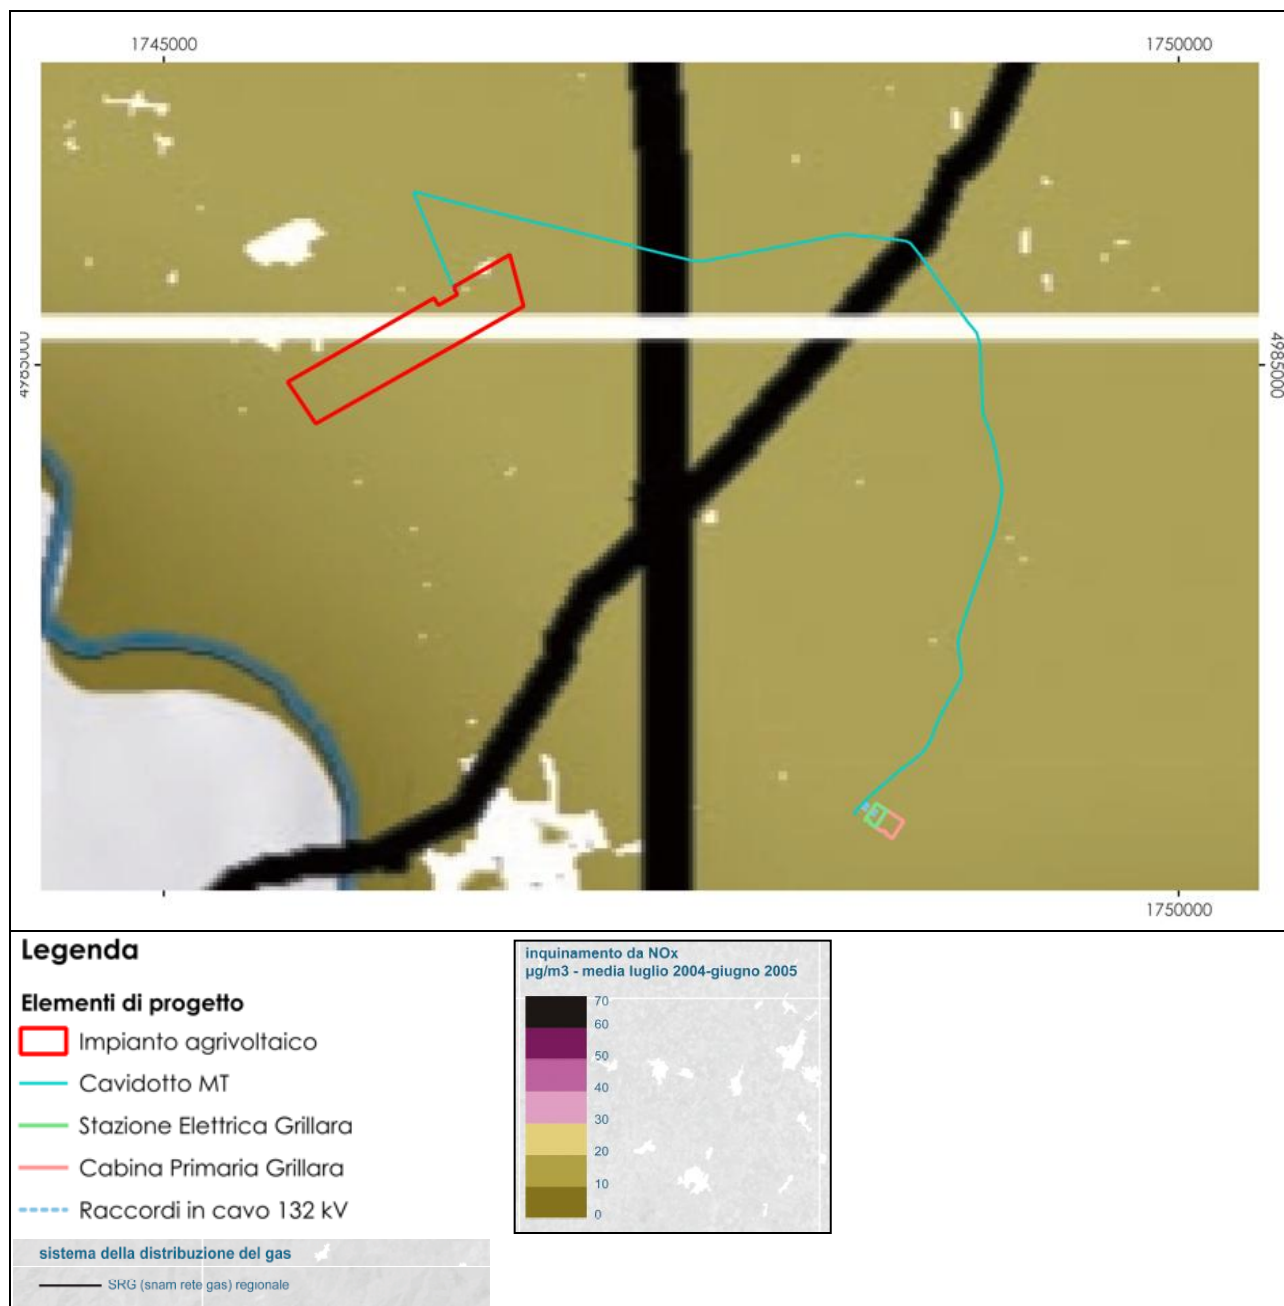 1745000 1750000
4985000 4985000
1750000
Legenda
Elementi di progetto
Impianto agrivoltaico
Cavidotto MT
Stazione Elettrica Grillara
Cabina Primaria Grillara
Raccordi in cavo 132 kV
sistema della distribuzione del gas
SRG (snam rete gas) regionale
inquinamento da NOx
µg/m3 - media luglio 2004-giugno 2005
70
60
50
40
30
20
10
0